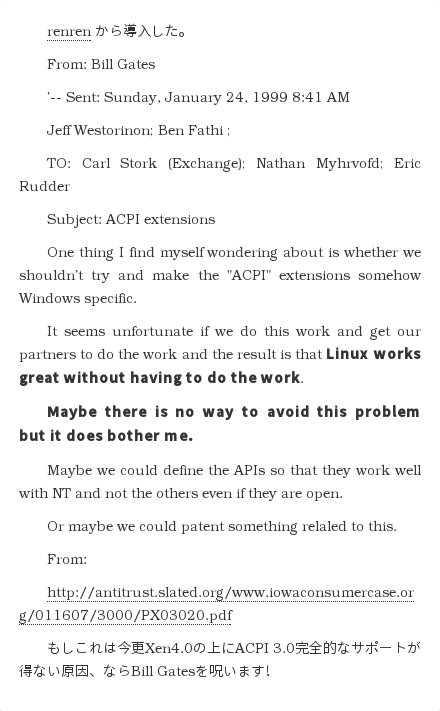 renren から導入した。
From: Bill Gates
'-- Sent: Sunday, January 24, 1999 8:41 AM
Jeff Westorinon; Ben Fathi ;
TO: Carl Stork (Exchange); Nathan Myhrvofd; Eric
Rudder
Subject: ACPI extensions
One thing I find myself wondering about is whether we
shouldn't try and make the "ACPI" extensions somehow
Windows specific.
It seems unfortunate if we do this work and get our
partners to do the work and the result is that Linux works
great without having to do the work.
Maybe there is no way to avoid this problem
but it does bother me.
Maybe we could define the APIs so that they work well
with NT and not the others even if they are open.
Or maybe we could patent something relaled to this.
From:
http://antitrust.slated.org/www.iowaconsumercase.or
g/011607/3000/PX03020.pdf
もしこれは今更Xen4.0の上にACPI 3.0完全的なサポートが
得ない原因、ならBill Gatesを呪います!